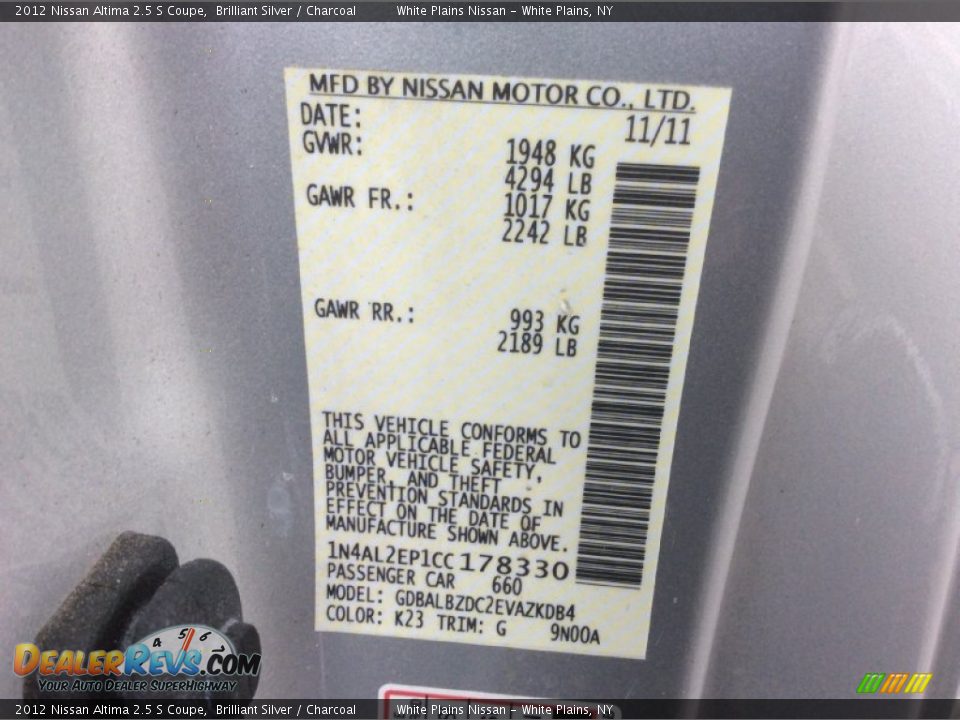 2012 Nissan Altima 2.5 S Coupe, Brilliant Silver / Charcoal White Plains Nissan - White Plains, NY
MFD BY NISSAN MOTOR CO., LTD.
DATE: 11/11
GVWR: 1948 KG
4294 LB
GAWR FR.: 1017 KG
2242 LB
GAWR RR.: 993 KG
2189 LB
THIS VEHICLE CONFORMS TO
ALL APPLICABLE FEDERAL
MOTOR VEHICLE SAFETY,
BUMPER, AND THEFT
PREVENTION STANDARDS IN
EFFECT ON THE DATE OF
MANUFACTURE SHOWN ABOVE.
1N4AL2EP1CC178330
PASSENGER CAR 660
MODEL: GDBALBZDC2EVAZKDB4
COLOR: K23 TRIM: G 9N00A
4 5 6
DEALERREVS.COM
YOUR AUTO DEALER SUPERHIGHWAY
2012 Nissan Altima 2.5 S Coupe, Brilliant Silver / Charcoal White Plains Nissan - White Plains, NY